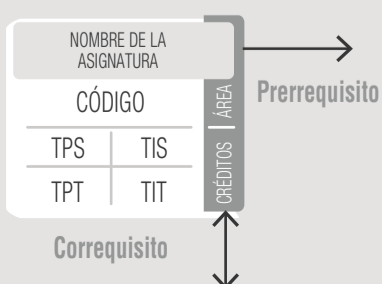 NOMBRE DE LA
ASIGNATURA
CÓDIGO
TPS
TIS
TPT
TIT
CRÉDITOS
ÁREA
Prerrequisito
Correquisito